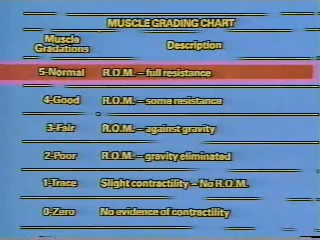 MUSCLE GRADING CHART
Muscle Gradations Description
5-Normal R.O.M. – full resistance
4-Good R.O.M. – some resistance
3-Fair R.O.M. – against gravity
2-Poor R.O.M. – gravity eliminated
1-Trace Slight contractility – No R.O.M.
0-Zero No evidence of contractility